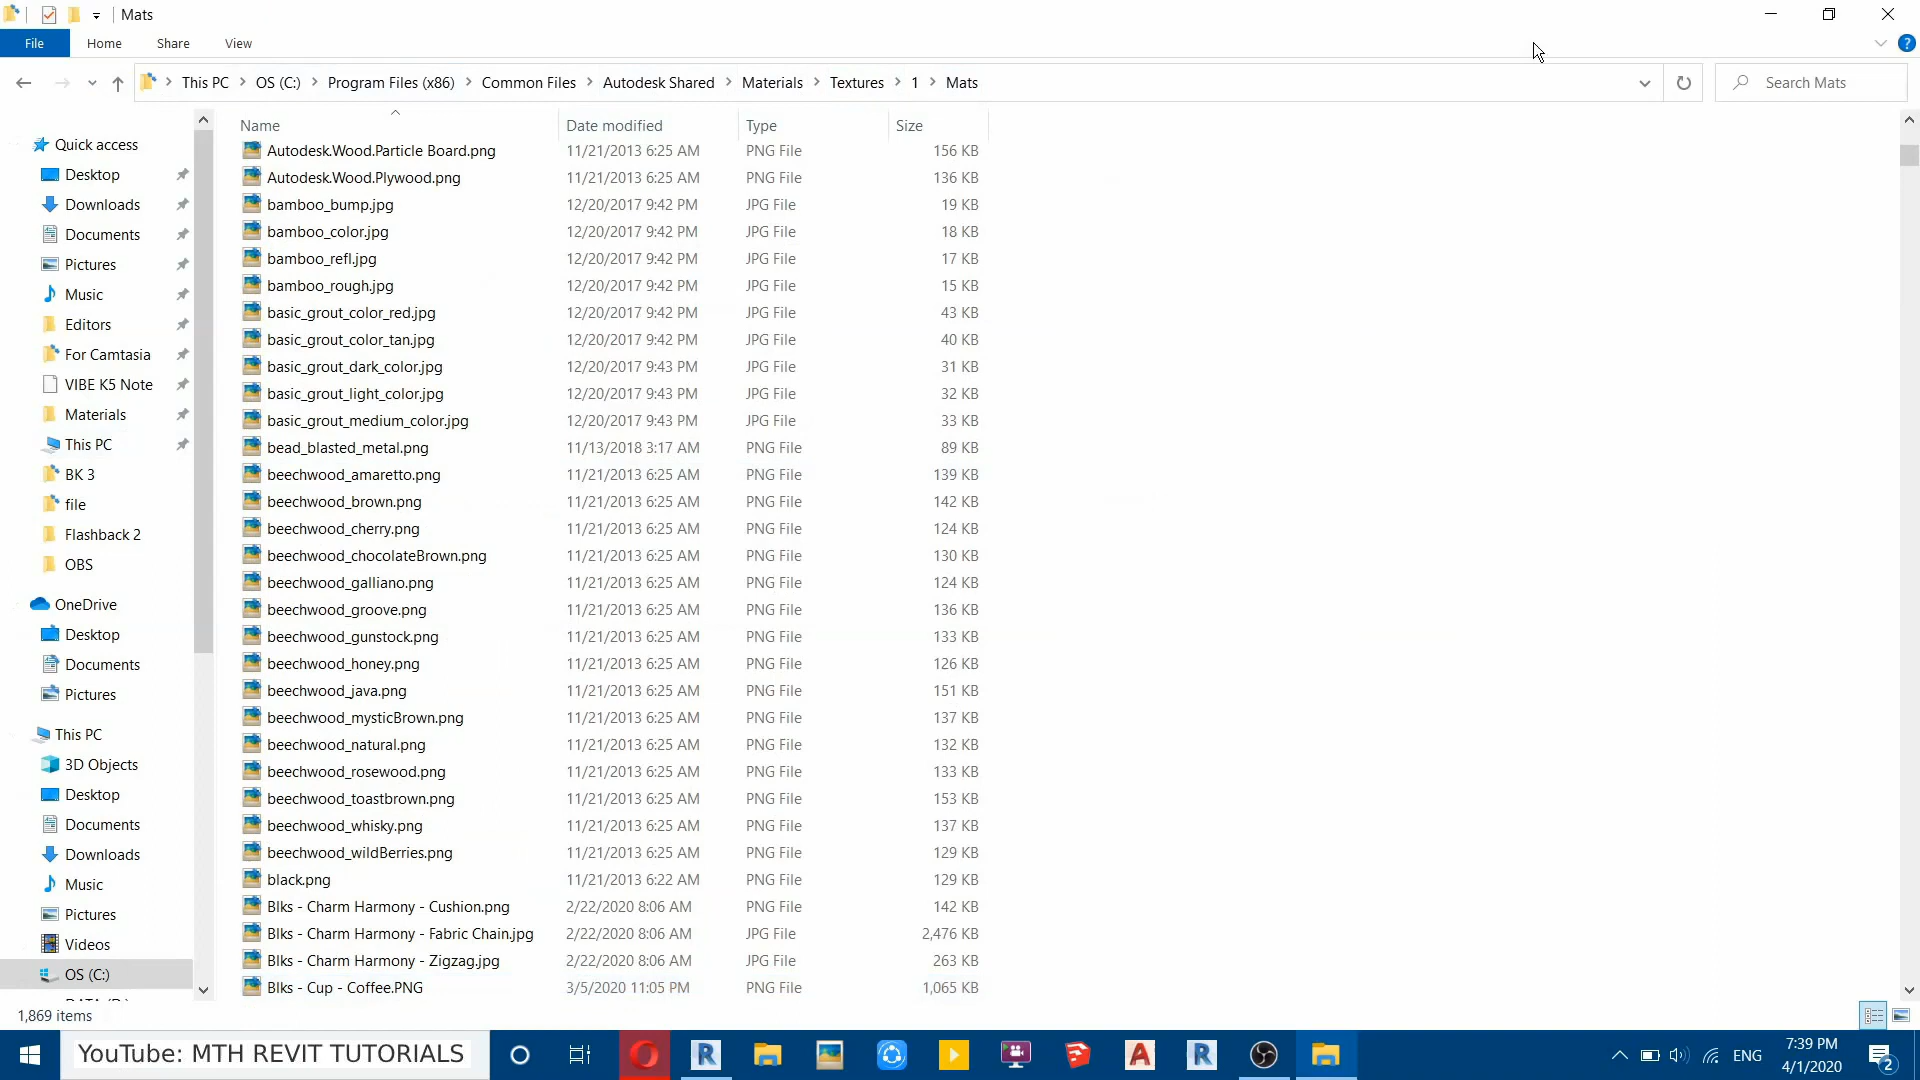 Mats
File Home Share View
This PC OS (C:) Program Files (x86) Common Files Autodesk Shared Materials Textures 1 Mats
Search Mats
Name Date modified Type Size
Quick access
Desktop
Downloads
Documents
Pictures
Music
Editors
For Camtasia
VIBE K5 Note
Materials
This PC
BK 3
file
Flashback 2
OBS
OneDrive
Desktop
Documents
Pictures
This PC
3D Objects
Desktop
Documents
Downloads
Music
Pictures
Videos
OS (C:)
Autodesk.Wood.Particle Board.png 11/21/2013 6:25 AM PNG File 156 KB
Autodesk.Wood.Plywood.png 11/21/2013 6:25 AM PNG File 136 KB
bamboo_bump.jpg 12/20/2017 9:42 PM JPG File 19 KB
bamboo_color.jpg 12/20/2017 9:42 PM JPG File 18 KB
bamboo_refl.jpg 12/20/2017 9:42 PM JPG File 17 KB
bamboo_rough.jpg 12/20/2017 9:42 PM JPG File 15 KB
basic_grout_color_red.jpg 12/20/2017 9:42 PM JPG File 43 KB
basic_grout_color_tan.jpg 12/20/2017 9:42 PM JPG File 40 KB
basic_grout_dark_color.jpg 12/20/2017 9:43 PM JPG File 31 KB
basic_grout_light_color.jpg 12/20/2017 9:43 PM JPG File 32 KB
basic_grout_medium_color.jpg 12/20/2017 9:43 PM JPG File 33 KB
bead_blasted_metal.png 11/13/2018 3:17 AM PNG File 89 KB
beechwood_amaretto.png 11/21/2013 6:25 AM PNG File 139 KB
beechwood_brown.png 11/21/2013 6:25 AM PNG File 142 KB
beechwood_cherry.png 11/21/2013 6:25 AM PNG File 124 KB
beechwood_chocolateBrown.png 11/21/2013 6:25 AM PNG File 130 KB
beechwood_galliano.png 11/21/2013 6:25 AM PNG File 124 KB
beechwood_groove.png 11/21/2013 6:25 AM PNG File 136 KB
beechwood_gunstock.png 11/21/2013 6:25 AM PNG File 133 KB
beechwood_honey.png 11/21/2013 6:25 AM PNG File 126 KB
beechwood_java.png 11/21/2013 6:25 AM PNG File 151 KB
beechwood_mysticBrown.png 11/21/2013 6:25 AM PNG File 137 KB
beechwood_natural.png 11/21/2013 6:25 AM PNG File 132 KB
beechwood_rosewood.png 11/21/2013 6:25 AM PNG File 133 KB
beechwood_toastbrown.png 11/21/2013 6:25 AM PNG File 153 KB
beechwood_whisky.png 11/21/2013 6:25 AM PNG File 137 KB
beechwood_wildBerries.png 11/21/2013 6:25 AM PNG File 129 KB
black.png 11/21/2013 6:22 AM PNG File 129 KB
Blks - Charm Harmony - Cushion.png 2/22/2020 8:06 AM PNG File 142 KB
Blks - Charm Harmony - Fabric Chain.jpg 2/22/2020 8:06 AM JPG File 2,476 KB
Blks - Charm Harmony - Zigzag.jpg 2/22/2020 8:06 AM JPG File 263 KB
Blks - Cup - Coffee.PNG 3/5/2020 11:05 PM PNG File 1,065 KB
1,869 items
YouTube: MTH REVIT TUTORIALS
ENG
7:39 PM
4/1/2020
2